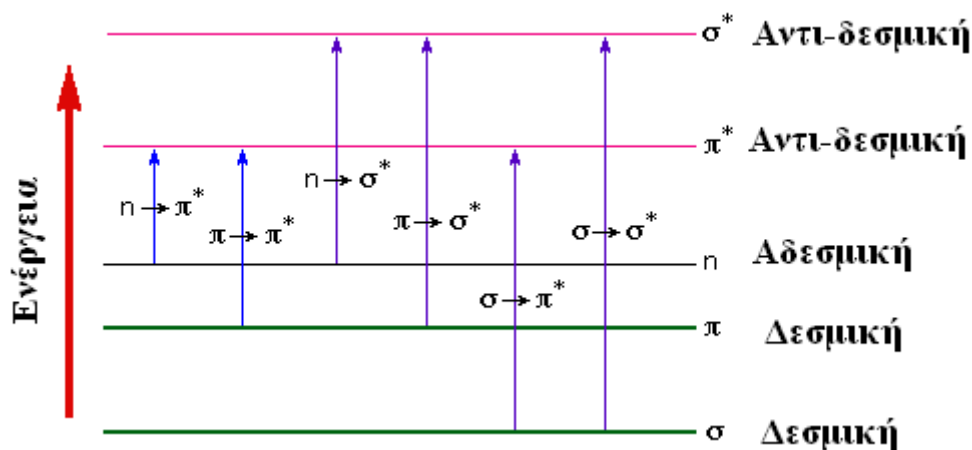 σ* Αντι-δεσμική
π* Αντι-δεσμική
n→σ*
n→π*
π→π*
π→σ*
σ→σ*
n Αδεσμική
σ→π*
π Δεσμική
σ Δεσμική
Ενέργεια